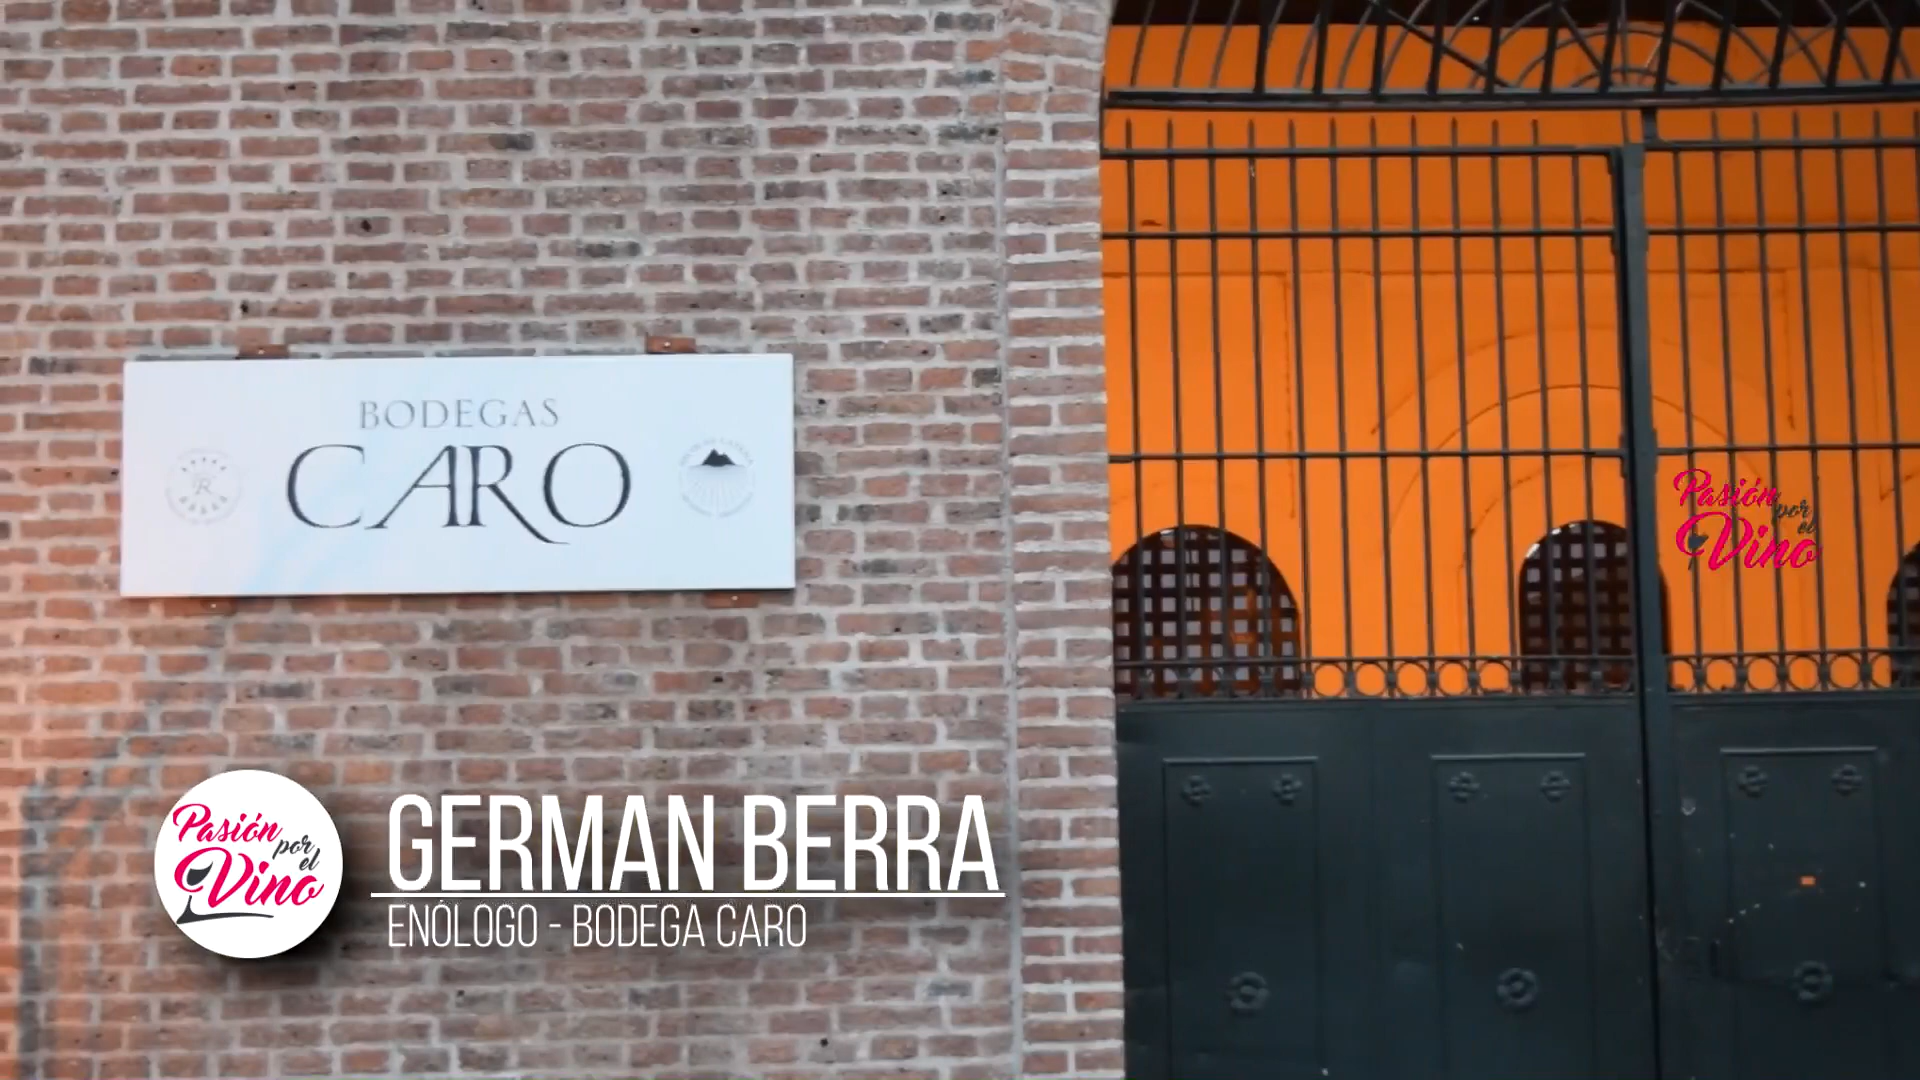 BODEGAS
CARO
R
Pasión
por
el
Vino
Pasión
por
el
Vino
GERMAN BERRA
ENÓLOGO - BODEGA CARO